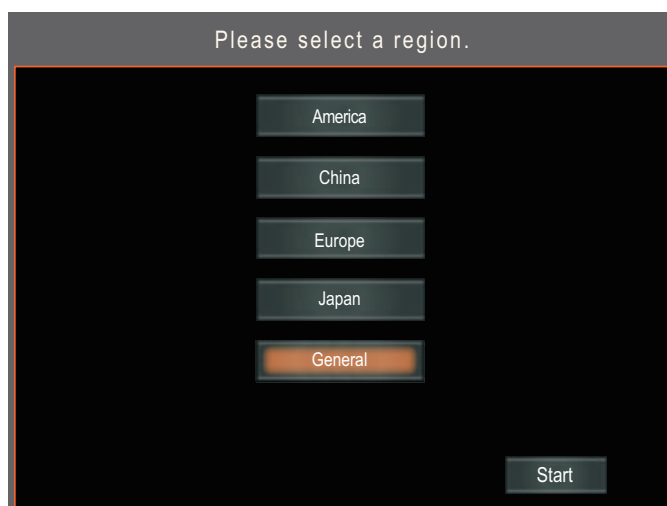 Please select a region.
America
China
Europe
Japan
General
Start